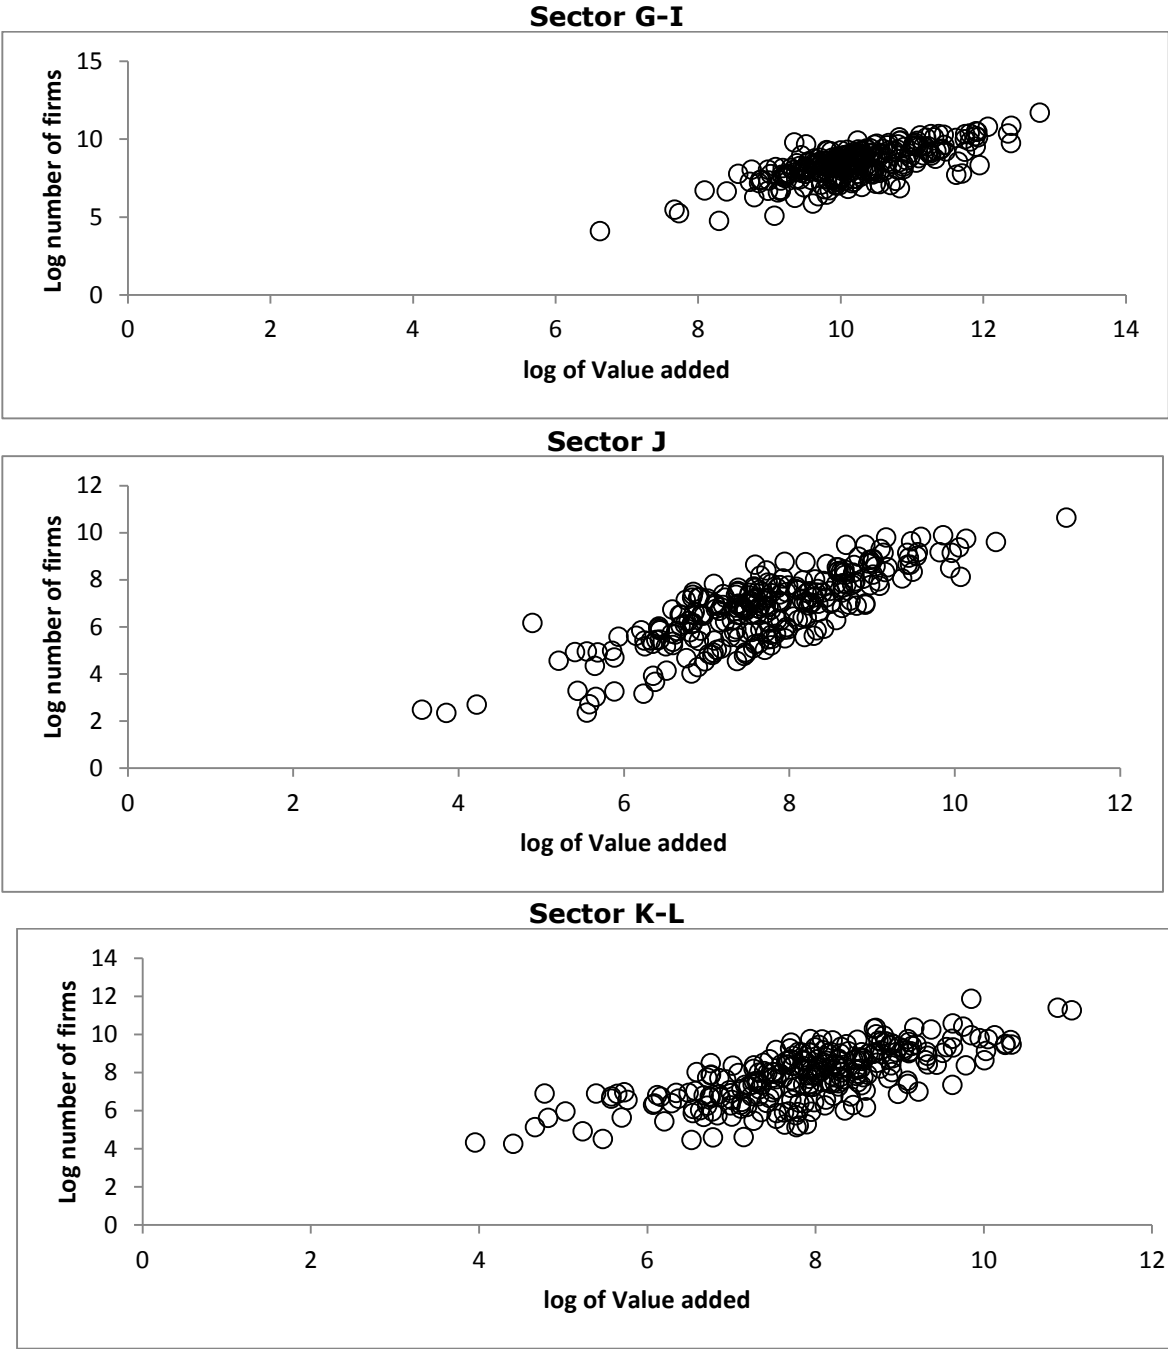 Sector G-I
15
10
5
0
Log number of firms
0 2 4 6 8 10 12 14
log of Value added
Sector J
12
10
8
6
4
2
0
Log number of firms
0 2 4 6 8 10 12
log of Value added
Sector K-L
14
12
10
8
6
4
2
0
Log number of firms
0 2 4 6 8 10 12
log of Value added